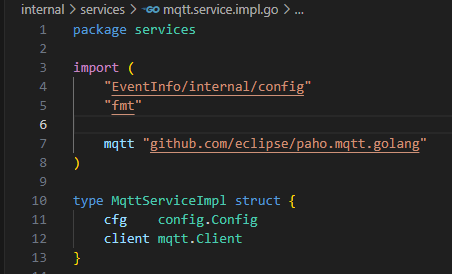 internal > services > mqtt.service.impl.go > ...
1 package services
2
3 import (
4     "EventInfo/internal/config"
5     "fmt"
6
7     mqtt "github.com/eclipse/paho.mqtt.golang"
8 )
9
10 type MqttServiceImpl struct {
11     cfg    config.Config
12     client mqtt.Client
13 }